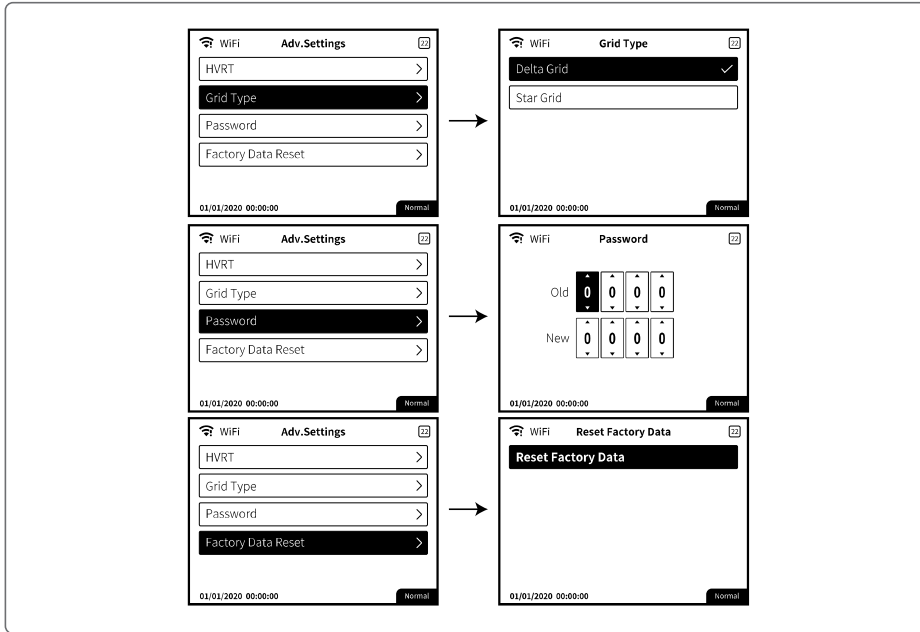 WiFi Adv.Settings 22
HVRT
Grid Type
Password
Factory Data Reset
01/01/2020 00:00:00 Normal
WiFi Grid Type 22
Delta Grid
Star Grid
01/01/2020 00:00:00 Normal
WiFi Adv.Settings 22
HVRT
Grid Type
Password
Factory Data Reset
01/01/2020 00:00:00 Normal
WiFi Password 22
Old 0 0 0 0
New 0 0 0 0
01/01/2020 00:00:00 Normal
WiFi Adv.Settings 22
HVRT
Grid Type
Password
Factory Data Reset
01/01/2020 00:00:00 Normal
WiFi Reset Factory Data 22
Reset Factory Data
01/01/2020 00:00:00 Normal